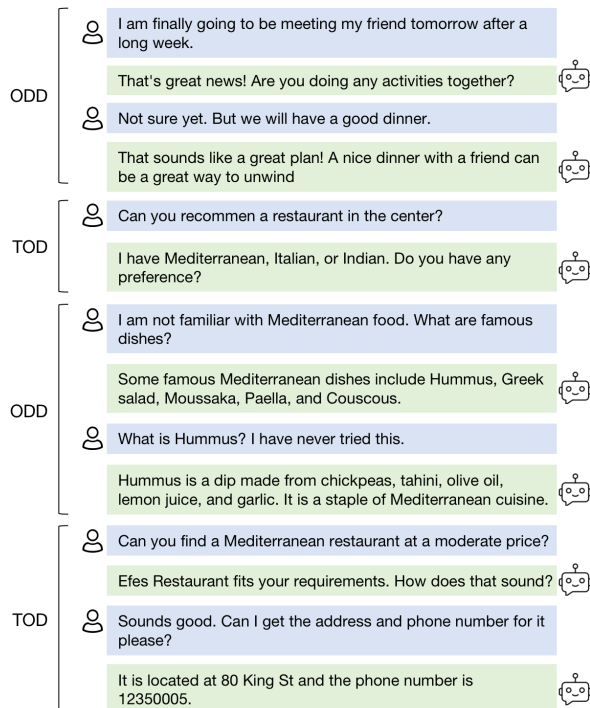 ODD
I am finally going to be meeting my friend tomorrow after a
long week.
That's great news! Are you doing any activities together?
Not sure yet. But we will have a good dinner.
That sounds like a great plan! A nice dinner with a friend can
be a great way to unwind
TOD
Can you recommen a restaurant in the center?
I have Mediterranean, Italian, or Indian. Do you have any
preference?
ODD
I am not familiar with Mediterranean food. What are famous
dishes?
Some famous Mediterranean dishes include Hummus, Greek
salad, Moussaka, Paella, and Couscous.
What is Hummus? I have never tried this.
Hummus is a dip made from chickpeas, tahini, olive oil,
lemon juice, and garlic. It is a staple of Mediterranean cuisine.
TOD
Can you find a Mediterranean restaurant at a moderate price?
Efes Restaurant fits your requirements. How does that sound?
Sounds good. Can I get the address and phone number for it
please?
It is located at 80 King St and the phone number is
12350005.